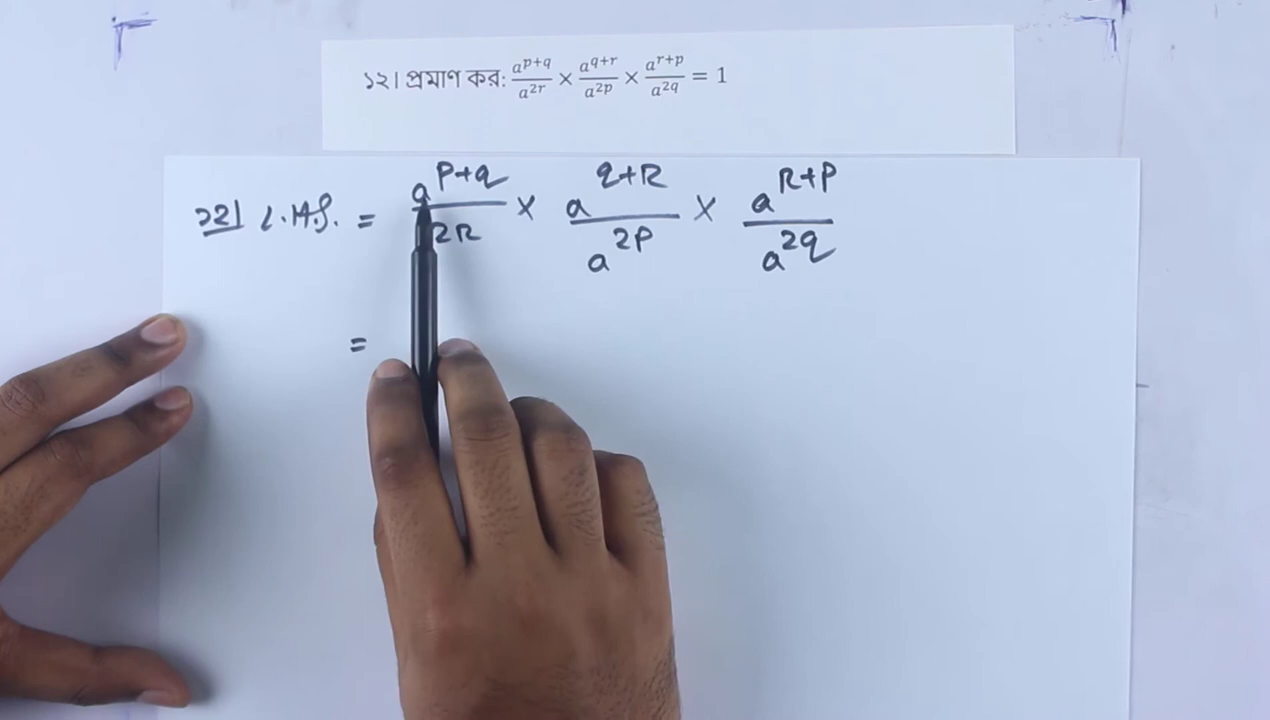 ১২। প্রমাণ কর: a^{p+q}/a^{2r} × a^{q+r}/a^{2p} × a^{r+p}/a^{2q} = 1
১২। L.H.S. = a^{P+q}/^{2R} × a^{q+R}/a^{2P} × a^{R+P}/a^{2q}
=